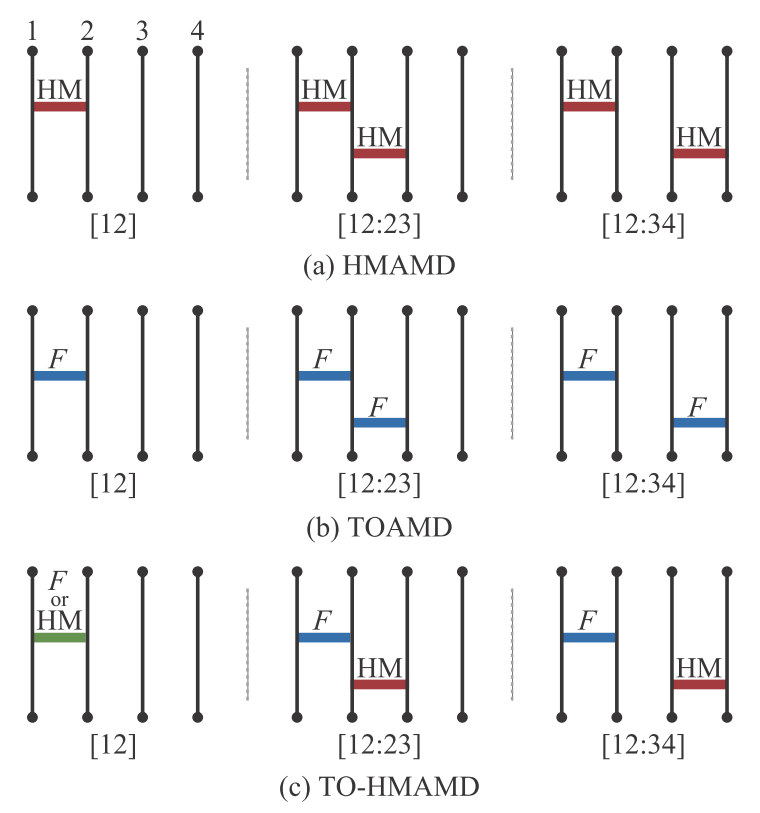 1 2 3 4
HM HM HM
HM HM
[12] [12:23] [12:34]
(a) HMAMD
F F F
F F
[12] [12:23] [12:34]
(b) TOAMD
F
or
HM F F
HM HM
[12] [12:23] [12:34]
(c) TO-HMAMD